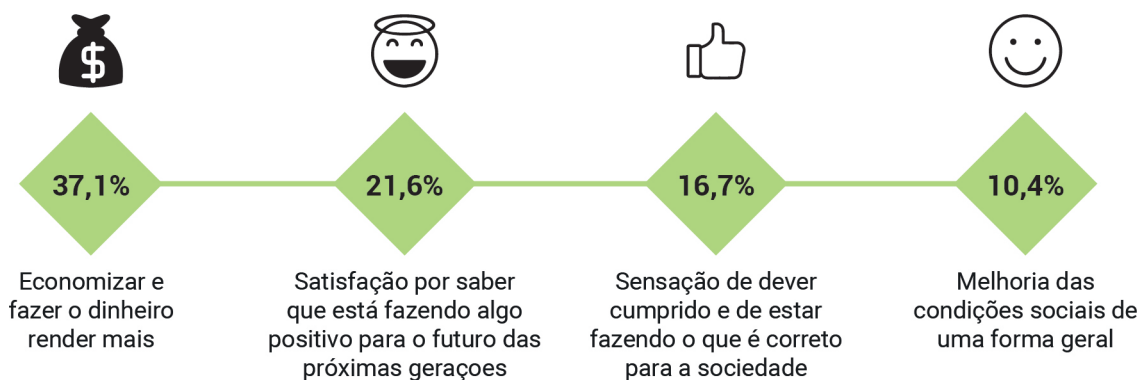 $
37,1%
21,6%
16,7%
10,4%
Economizar e
fazer o dinheiro
render mais
Satisfação por saber
que está fazendo algo
positivo para o futuro das
próximas geraçoes
Sensação de dever
cumprido e de estar
fazendo o que é correto
para a sociedade
Melhoria das
condições sociais de
uma forma geral